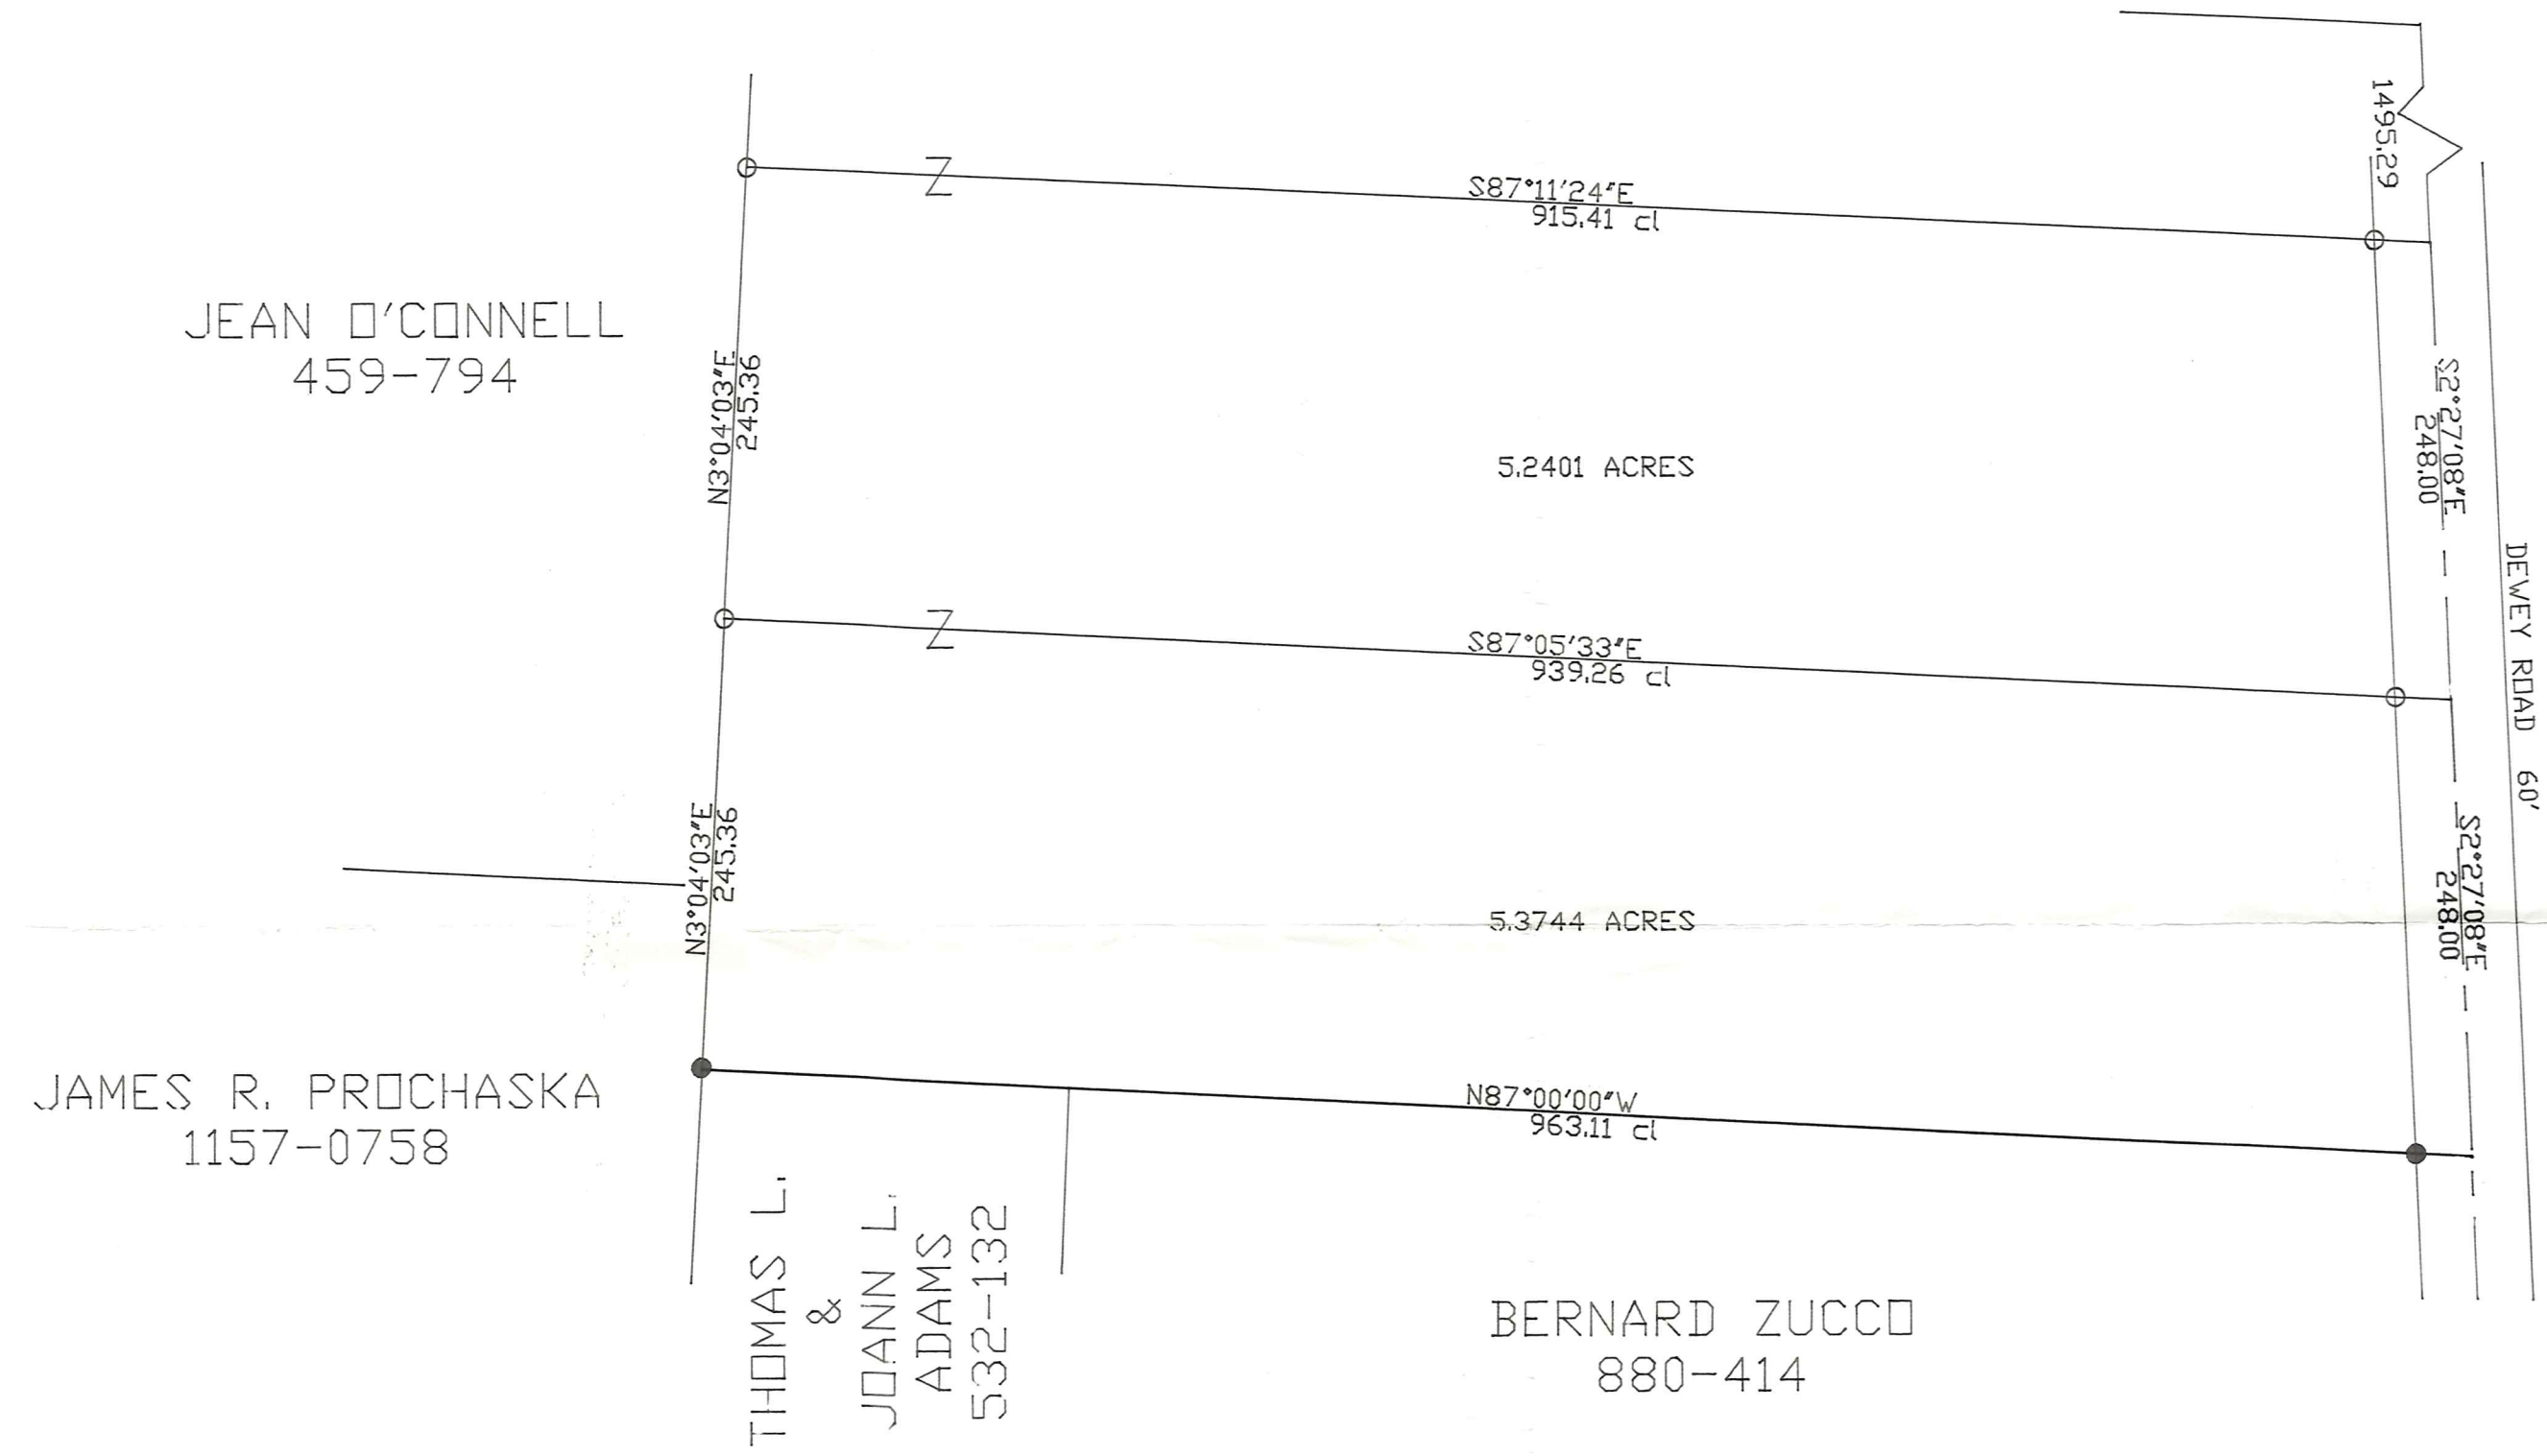 1495.29
S87°11'24"E
915.41 cl
JEAN O'CONNELL
459-794
N3°04'03"E
245.36
5.2401 ACRES
S2°27'08"E
248.00
DEWEY ROAD 60'
Z
Z
S87°05'33"E
939.26 cl
N3°04'03"E
245.36
5.3744 ACRES
S2°27'08"E
248.00
JAMES R. PROCHASKA
1157-0758
N87°00'00"W
963.11 cl
THOMAS L.
&
JOANN L.
ADAMS
532-132
BERNARD ZUCCO
880-414